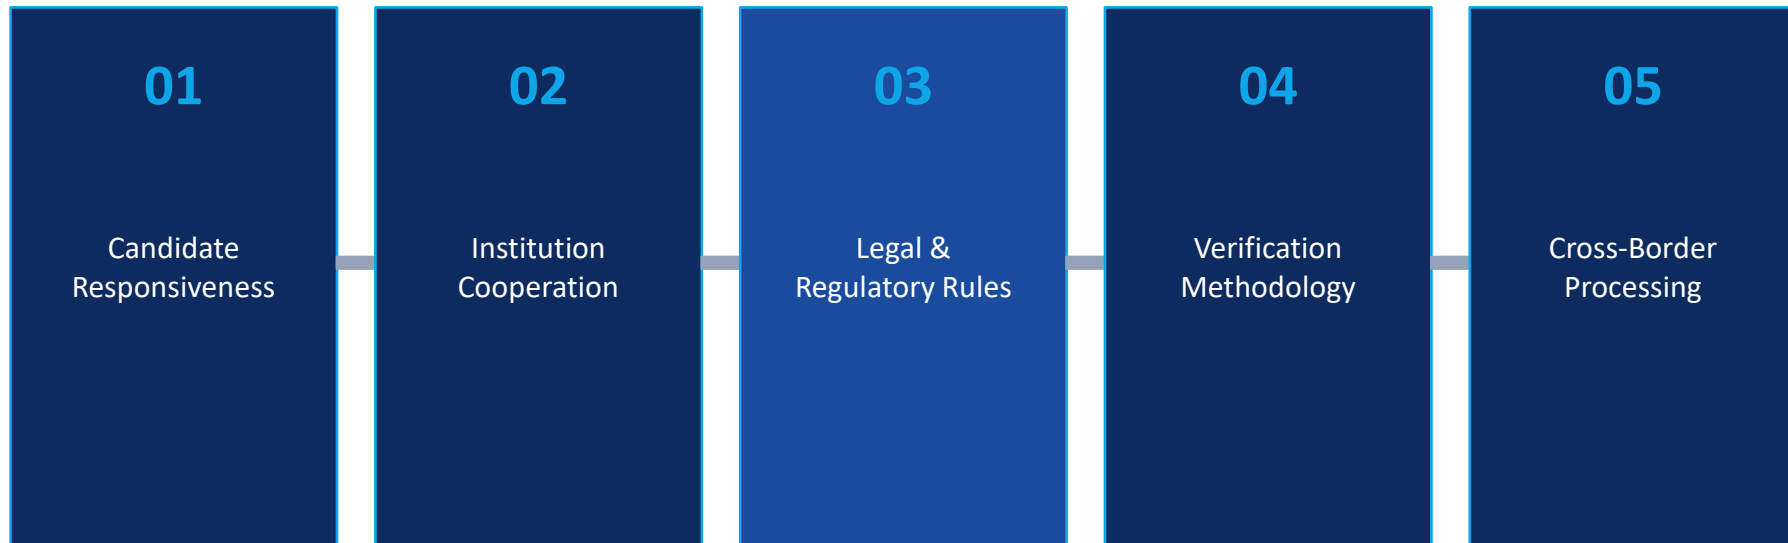 01
Candidate
Responsiveness
02
Institution
Cooperation
03
Legal &
Regulatory Rules
04
Verification
Methodology
05
Cross-Border
Processing